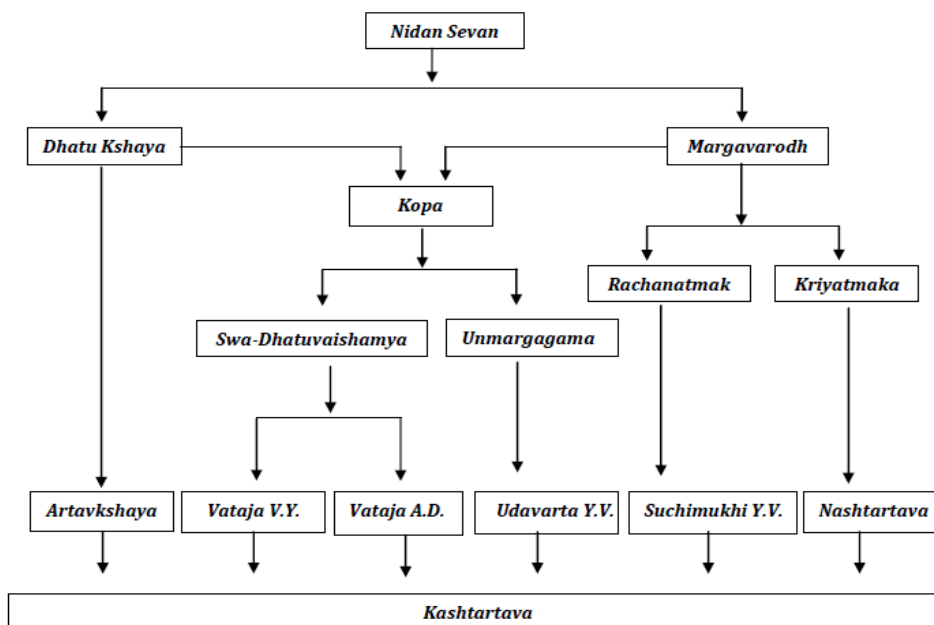 Nidan Sevan
Dhatu Kshaya
Margavarodh
Kopa
Rachanatmak
Kriyatmaka
Swa-Dhatuvaishamya
Unmargagama
Artavkshaya
Vataja V.Y.
Vataja A.D.
Udavarta Y.V.
Suchimukhi Y.V.
Nashtartava
Kashtartava